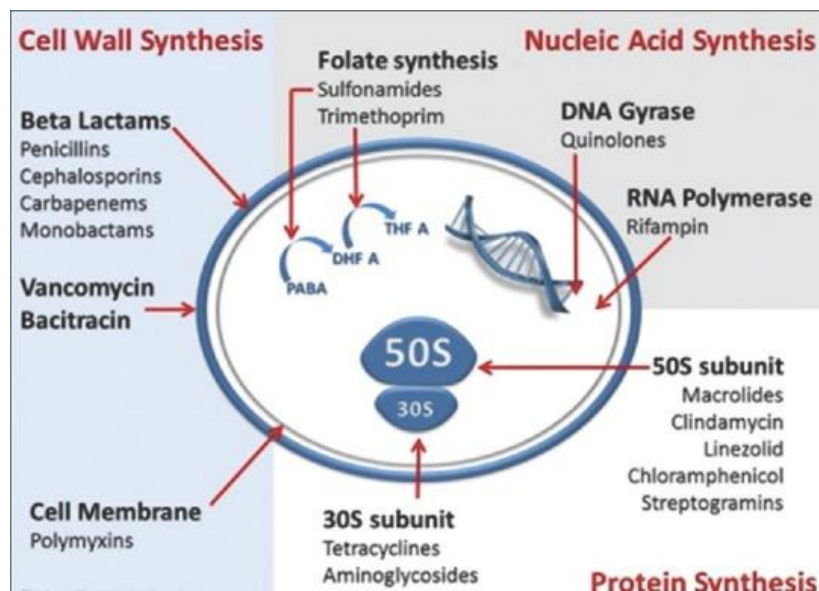 Cell Wall Synthesis
Nucleic Acid Synthesis
Folate synthesis
Sulfonamides
Trimethoprim
Beta Lactams
Penicillins
Cephalosporins
Carbapenems
Monobactams
DNA Gyrase
Quinolones
RNA Polymerase
Rifampin
THF A
DHF A
PABA
Vancomycin
Bacitracin
50S
30S
50S subunit
Macrolides
Clindamycin
Linezolid
Chloramphenicol
Streptogramins
Cell Membrane
Polymyxins
30S subunit
Tetracyclines
Aminoglycosides
Protein Synthesis